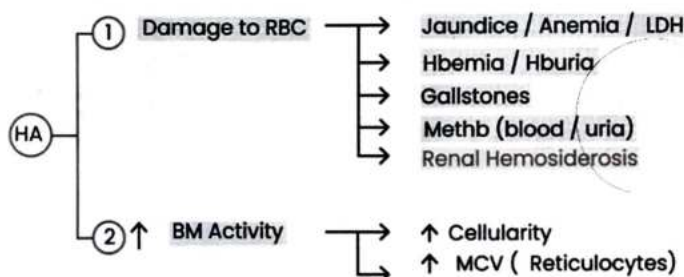 HA
1 Damage to RBC → Jaundice / Anemia / LDH
→ Hbemia / Hburia
→ Gallstones
→ Methb (blood / uria)
→ Renal Hemosiderosis
2 ↑ BM Activity → ↑ Cellularity
→ ↑ MCV ( Reticulocytes)